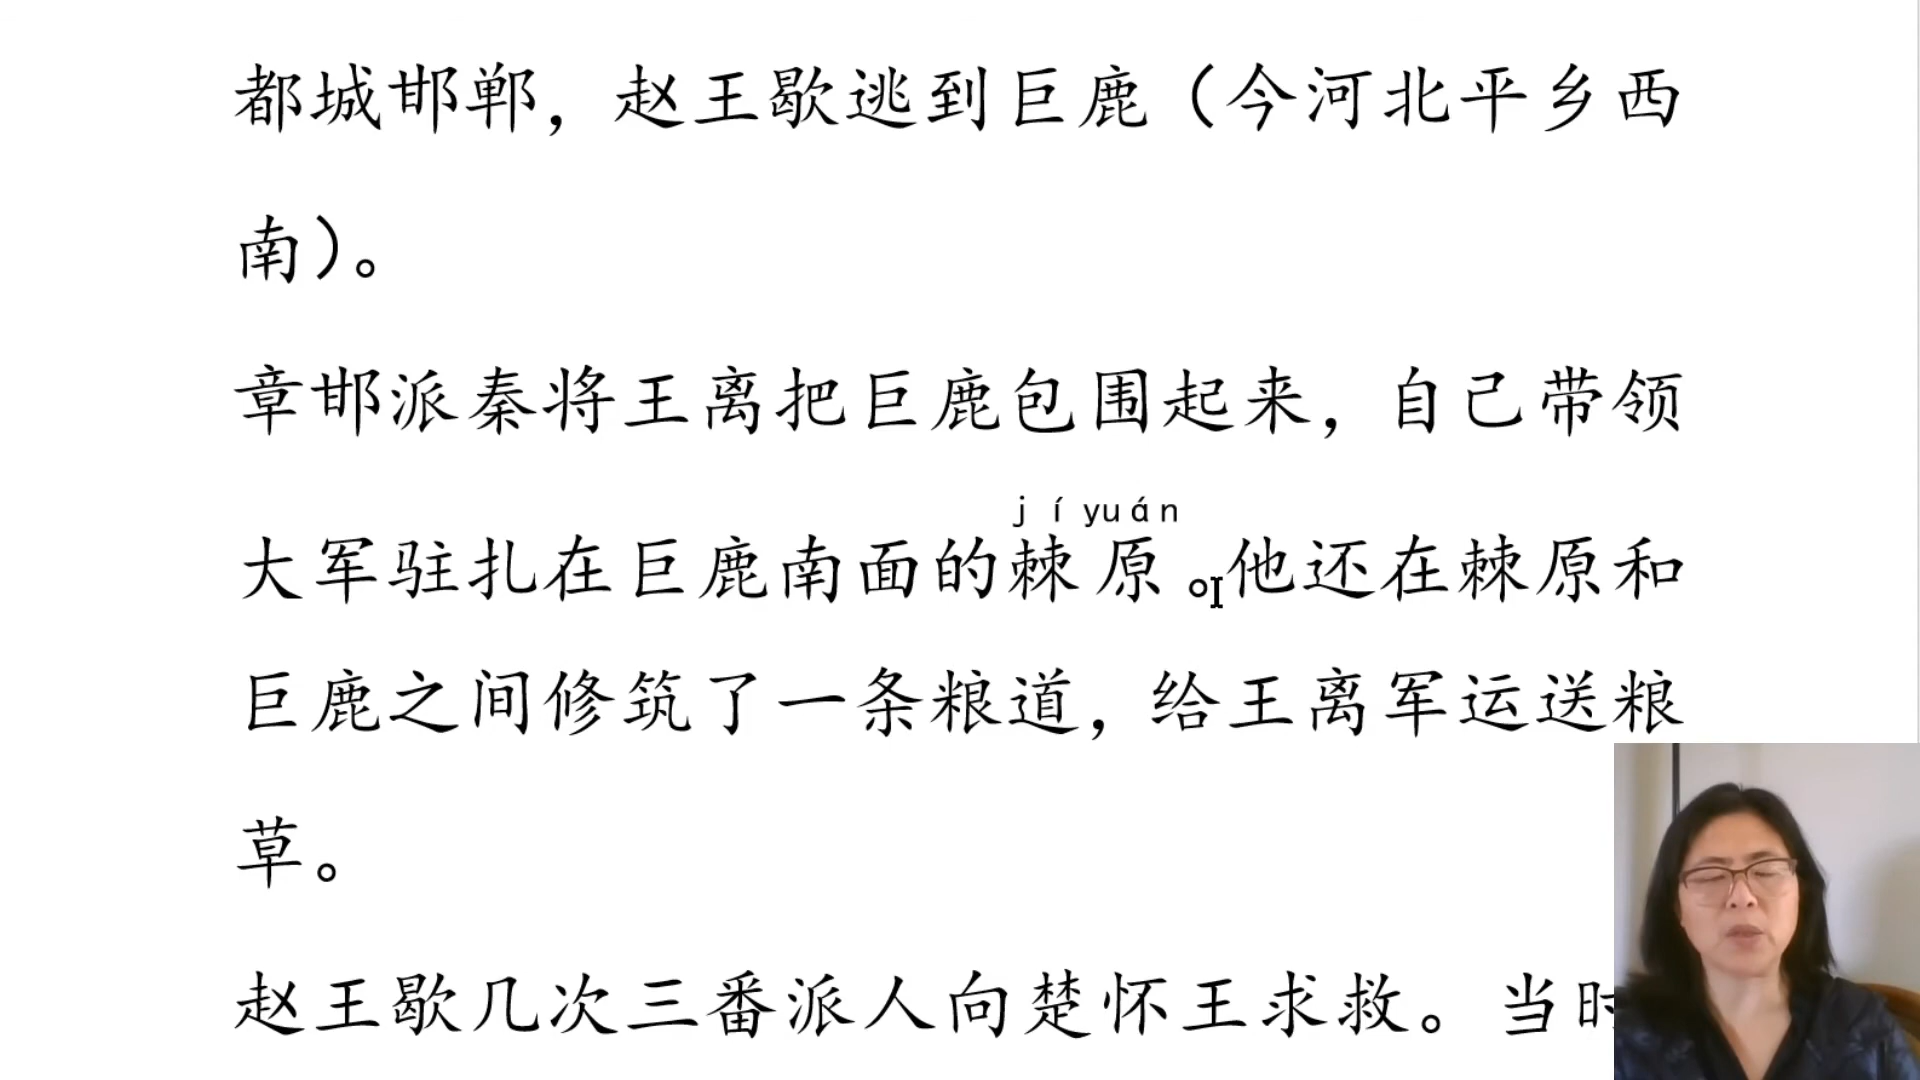 都城邯郸，赵王歇逃到巨鹿（今河北平乡西
南）。
章邯派秦将王离把巨鹿包围起来，自己带领
jíyuán
大军驻扎在巨鹿南面的棘原。他还在棘原和
巨鹿之间修筑了一条粮道，给王离军运送粮
草。
赵王歇几次三番派人向楚怀王求救。当时